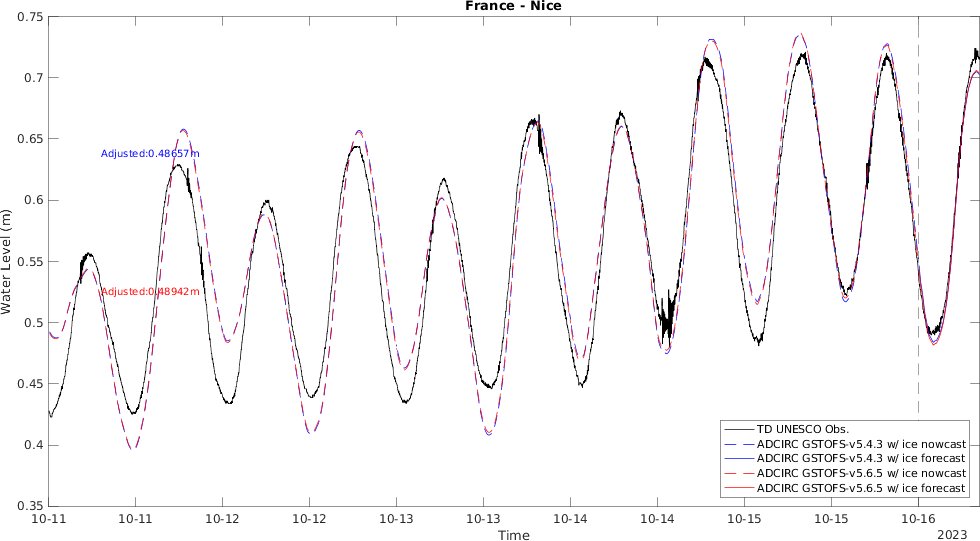 France - Nice
0.75
0.7
0.65
0.6
0.55
0.5
0.45
0.4
0.35
Water Level (m)
Adjusted:0.48657m
Adjusted:0.48942m
TD UNESCO Obs.
ADCIRC GSTOFS-v5.4.3 w/ ice nowcast
ADCIRC GSTOFS-v5.4.3 w/ ice forecast
ADCIRC GSTOFS-v5.6.5 w/ ice nowcast
ADCIRC GSTOFS-v5.6.5 w/ ice forecast
10-11 10-11 10-12 10-12 10-13 10-13 10-14 10-14 10-15 10-15 10-16
Time
2023